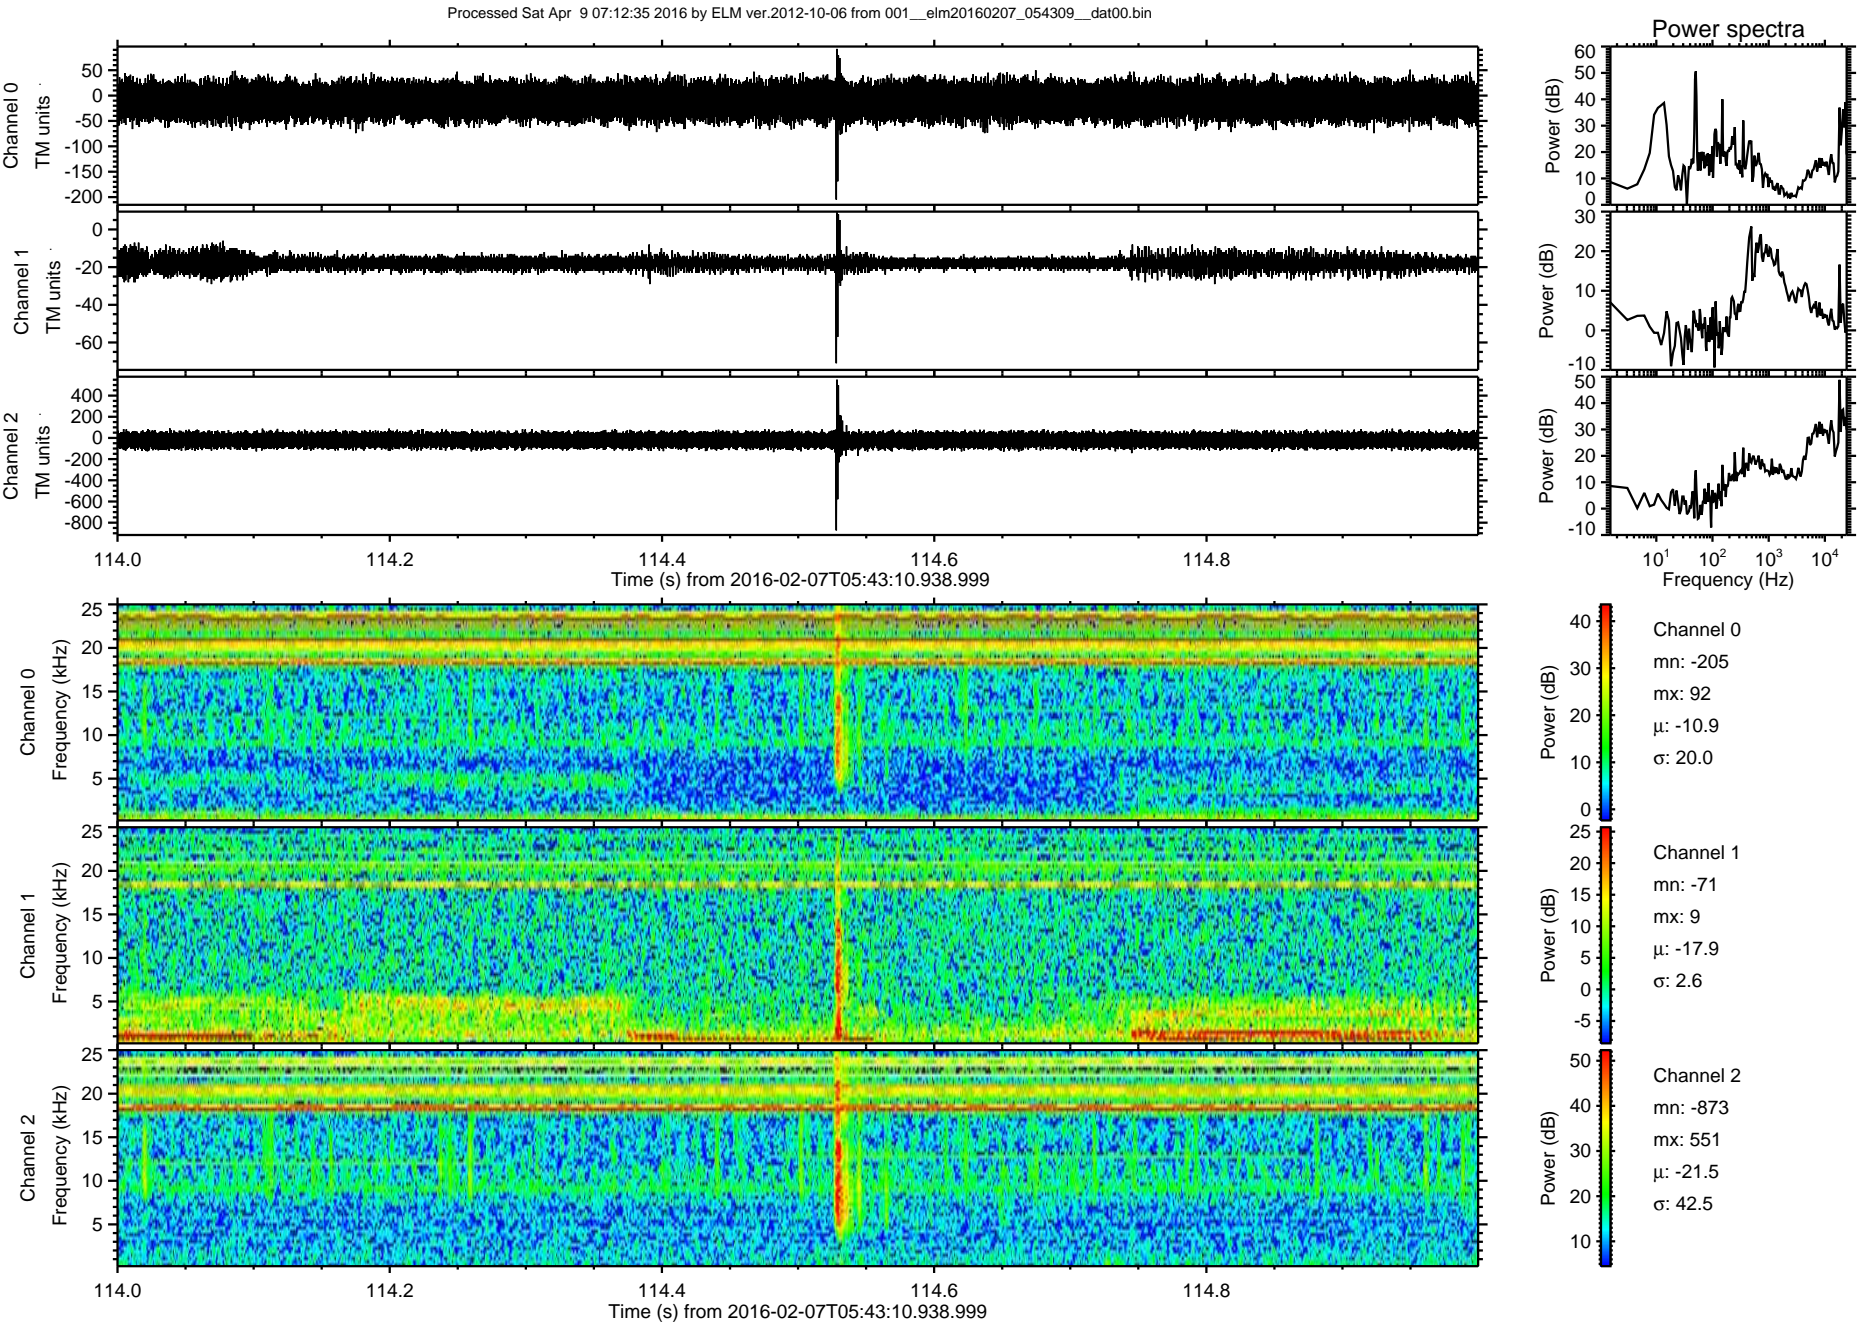 Processed Sat Apr  9 07:12:35 2016 by ELM ver.2012-10-06 from 001__elm20160207_054309__dat00.bin
Power spectra
Channel 0
TM units
50
0
-50
-100
-150
-200
Power (dB)
60
50
40
30
20
10
0
Channel 1
TM units
0
-20
-40
-60
Power (dB)
30
20
10
0
-10
Channel 2
TM units
400
200
0
-200
-400
-600
-800
Power (dB)
50
40
30
20
10
0
-10
114.0 114.2 114.4 114.6 114.8
Time (s) from 2016-02-07T05:43:10.938.999
10¹ 10² 10³ 10⁴
Frequency (Hz)
Channel 0
Frequency (kHz)
25
20
15
10
5
Power (dB)
40
30
20
10
0
Channel 0
mn: -205
mx: 92
μ: -10.9
σ: 20.0
Channel 1
Frequency (kHz)
25
20
15
10
5
Power (dB)
25
20
15
10
5
0
-5
Channel 1
mn: -71
mx: 9
μ: -17.9
σ: 2.6
Channel 2
Frequency (kHz)
25
20
15
10
5
Power (dB)
50
40
30
20
10
Channel 2
mn: -873
mx: 551
μ: -21.5
σ: 42.5
114.0 114.2 114.4 114.6 114.8
Time (s) from 2016-02-07T05:43:10.938.999